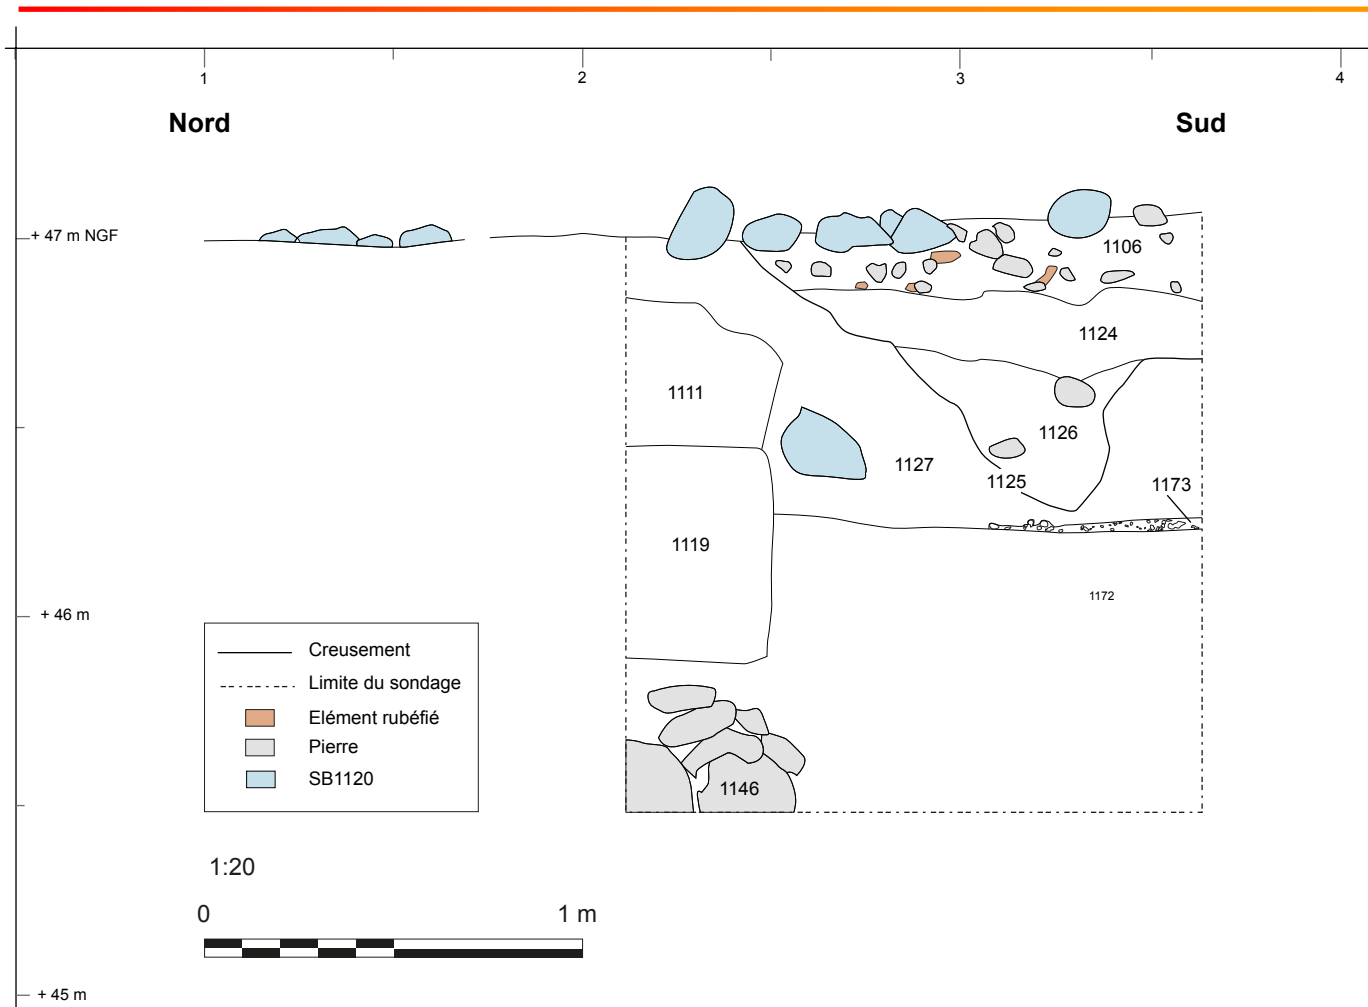 1 2 3 4
Nord Sud
+ 47 m NGF
1106
1124
1111
1126
1127
1125
1173
1119
1172
+ 46 m
Creusement
Limite du sondage
Elément rubéfié
Pierre
SB1120
1146
1:20
0 1 m
+ 45 m